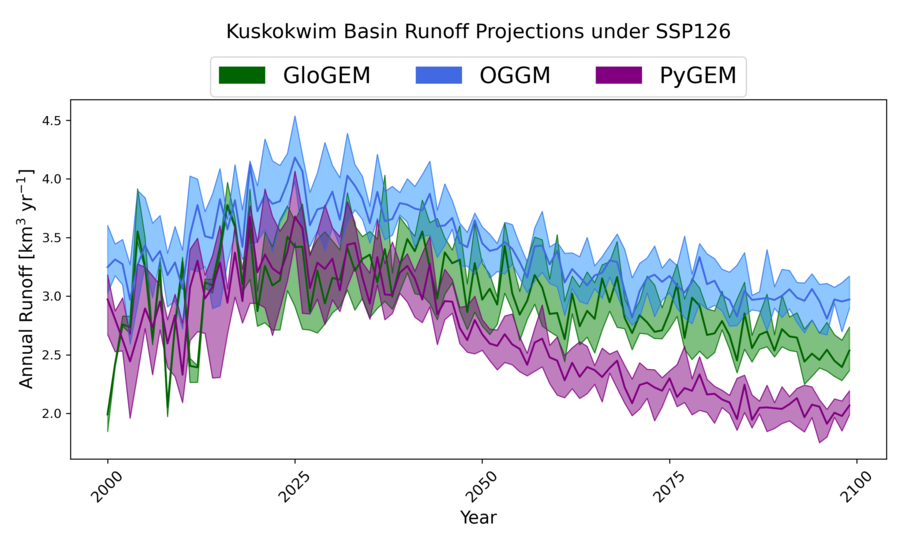 Kuskokwim Basin Runoff Projections under SSP126
GloGEM OGGM PyGEM
4.5
4.0
3.5
3.0
2.5
2.0
Annual Runoff [km³ yr⁻¹]
2000 2025 2050 2075 2100
Year